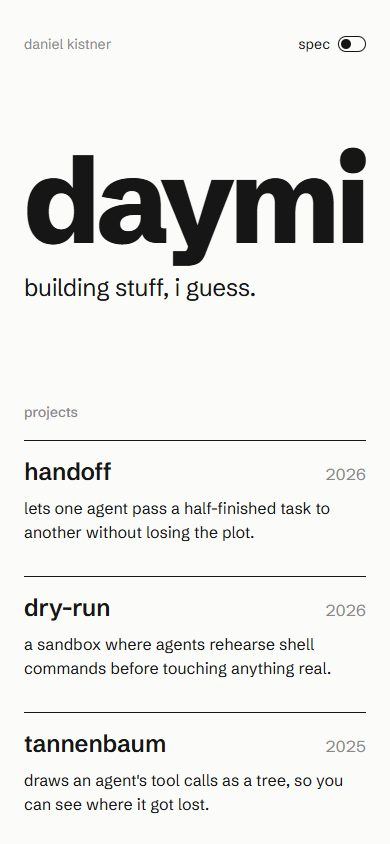 daniel kistner
spec
daymi
building stuff, i guess.
projects
handoff
2026
lets one agent pass a half-finished task to
another without losing the plot.
dry-run
2026
a sandbox where agents rehearse shell
commands before touching anything real.
tannenbaum
2025
draws an agent's tool calls as a tree, so you
can see where it got lost.